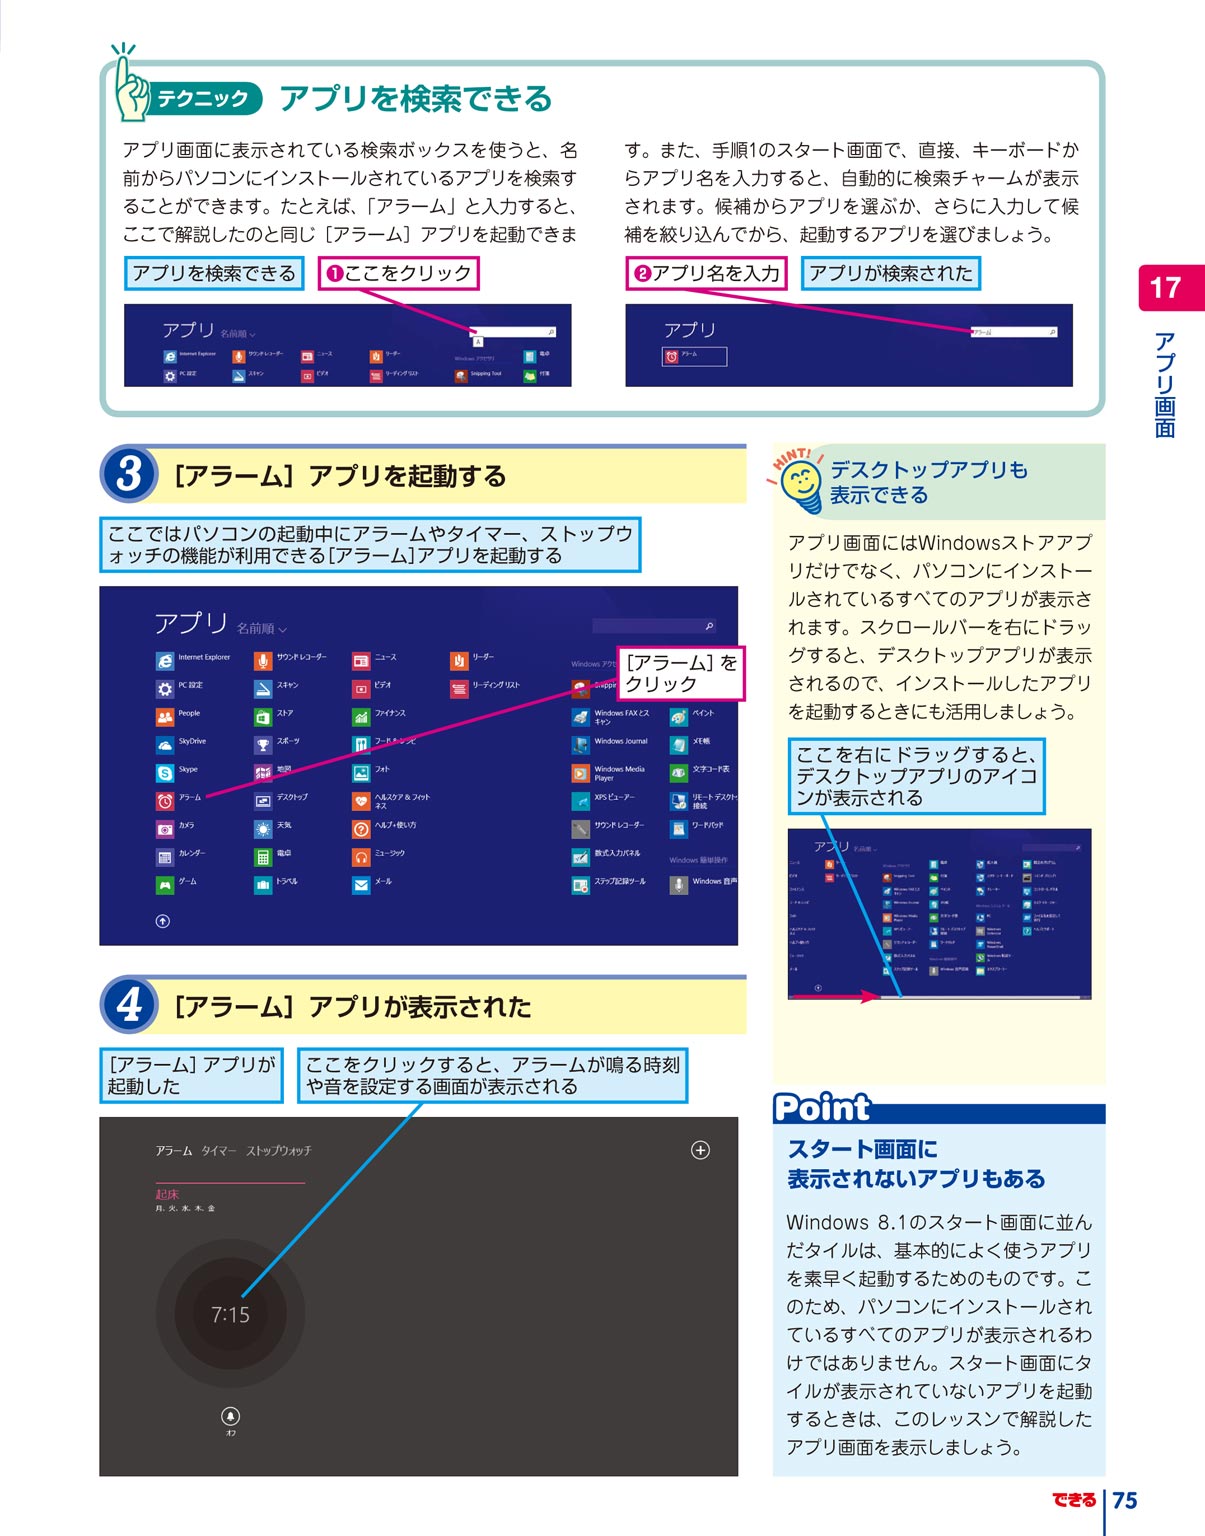 テクニック
アプリを検索できる
アプリ画面に表示されている検索ボックスを使うと、名
前からパソコンにインストールされているアプリを検索す
ることができます。たとえば、「アラーム」と入力すると、
ここで解説したのと同じ［アラーム］アプリを起動できま
す。また、手順1のスタート画面で、直接、キーボードか
らアプリ名を入力すると、自動的に検索チャームが表示
されます。候補からアプリを選ぶか、さらに入力して候
補を絞り込んでから、起動するアプリを選びましょう。
アプリを検索できる
❶ここをクリック
❷アプリ名を入力
アプリが検索された
アプリ 名前順
Internet Explorer
サウンド レコーダー
ニュース
リーダー
Windows アクセサリ
電卓
PC 設定
スキャン
ビデオ
リーディング リスト
Snipping Tool
付箋
アプリ
アラーム
アラーム
17
アプリ画面
3
［アラーム］アプリを起動する
ここではパソコンの起動中にアラームやタイマー、ストップウ
ォッチの機能が利用できる［アラーム］アプリを起動する
アプリ 名前順
［アラーム］を
クリック
Internet Explorer
PC 設定
People
SkyDrive
Skype
アラーム
カメラ
カレンダー
ゲーム
サウンド レコーダー
スキャン
ストア
スポーツ
地図
デスクトップ
天気
電卓
トラベル
ニュース
ビデオ
ファイナンス
フード & レシピ
フォト
ヘルスケア & フィット
ネス
ヘルプ+使い方
ミュージック
メール
リーダー
リーディング リスト
Windows FAX とス
キャン
Windows Journal
Windows Media
Player
XPS ビューアー
サウンド レコーダー
数式入力パネル
ステップ記録ツール
ペイント
メモ帳
文字コード表
リモート デスクト
接続
ワードパッド
Windows 簡単操作
Windows 音声
4
［アラーム］アプリが表示された
［アラーム］アプリが
起動した
ここをクリックすると、アラームが鳴る時刻
や音を設定する画面が表示される
アラーム タイマー ストップウォッチ
起床
月、火、水、木、金
7:15
オフ
HINT!
デスクトップアプリも
表示できる
アプリ画面にはWindowsストアアプ
リだけでなく、パソコンにインストー
ルされているすべてのアプリが表示さ
れます。スクロールバーを右にドラッ
グすると、デスクトップアプリが表示
されるので、インストールしたアプリ
を起動するときにも活用しましょう。
ここを右にドラッグすると、
デスクトップアプリのアイコ
ンが表示される
アプリ 名前順
Point
スタート画面に
表示されないアプリもある
Windows 8.1のスタート画面に並ん
だタイルは、基本的によく使うアプリ
を素早く起動するためのものです。こ
のため、パソコンにインストールされ
ているすべてのアプリが表示されるわ
けではありません。スタート画面にタ
イルが表示されていないアプリを起動
するときは、このレッスンで解説した
アプリ画面を表示しましょう。
できる
75